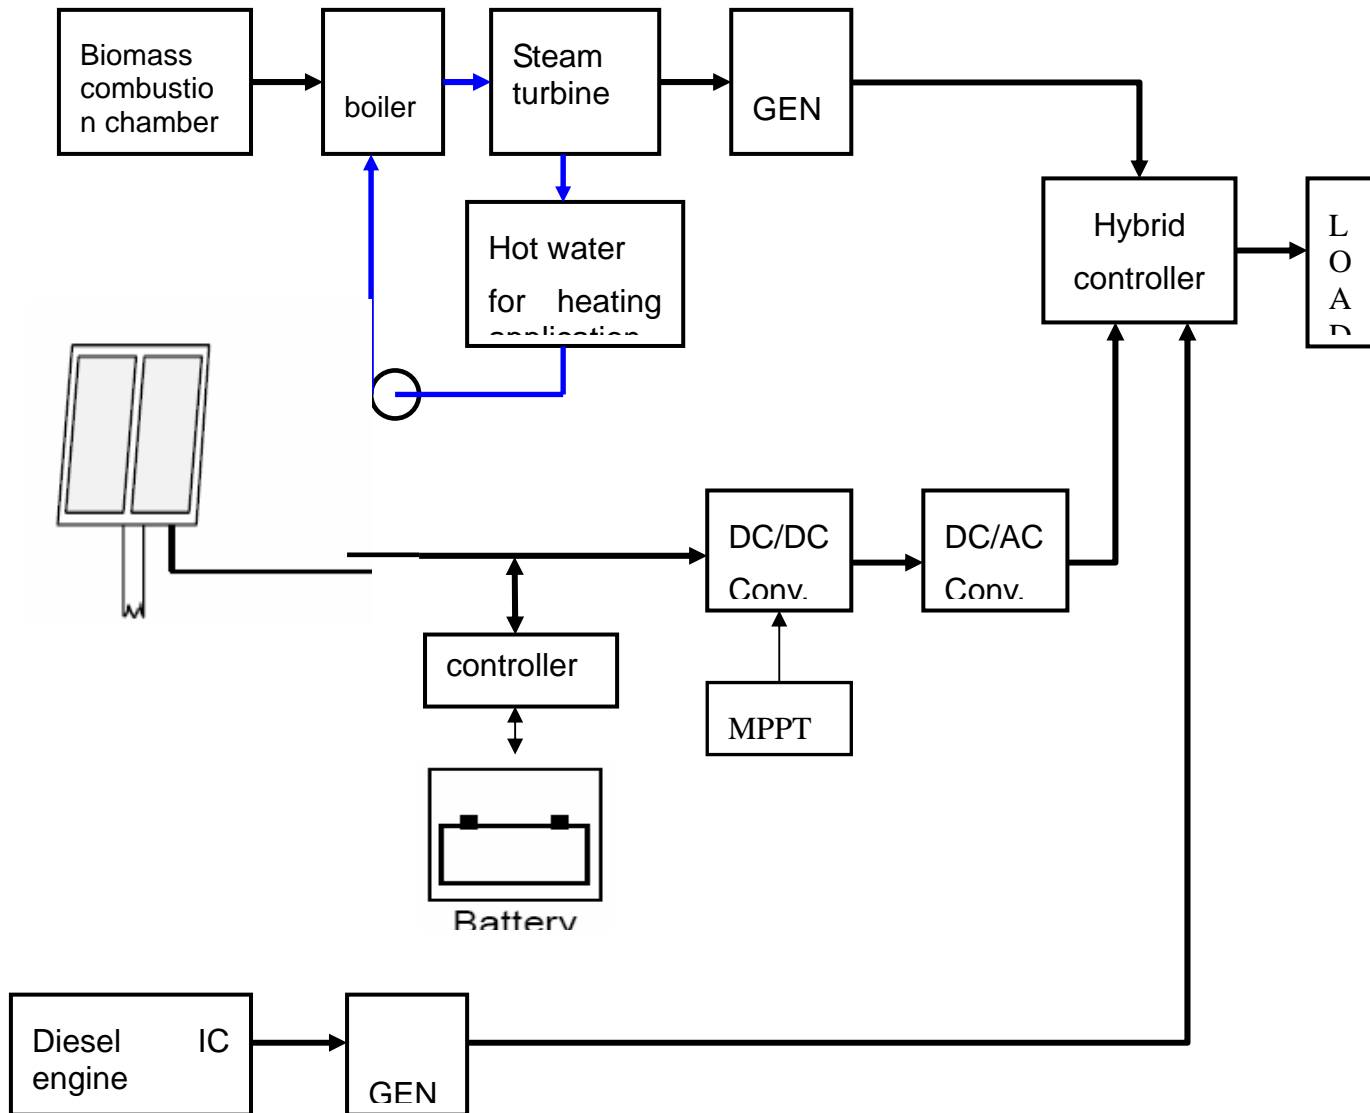 Biomass
combustio
n chamber
boiler
Steam
turbine
GEN
Hot water
for heating
application
Hybrid
controller
L
O
A
D
DC/DC
Conv.
DC/AC
Conv.
controller
MPPT
Battery
Diesel IC
engine
GEN